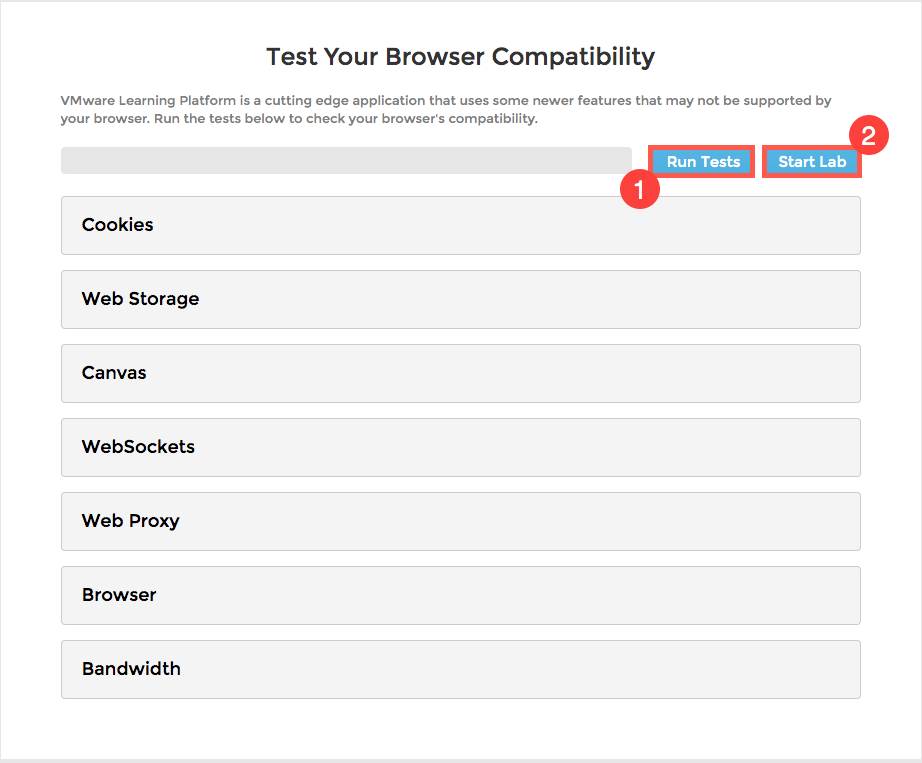 Test Your Browser Compatibility
VMware Learning Platform is a cutting edge application that uses some newer features that may not be supported by
your browser. Run the tests below to check your browser's compatibility.
2
Run Tests Start Lab
1
Cookies
Web Storage
Canvas
WebSockets
Web Proxy
Browser
Bandwidth